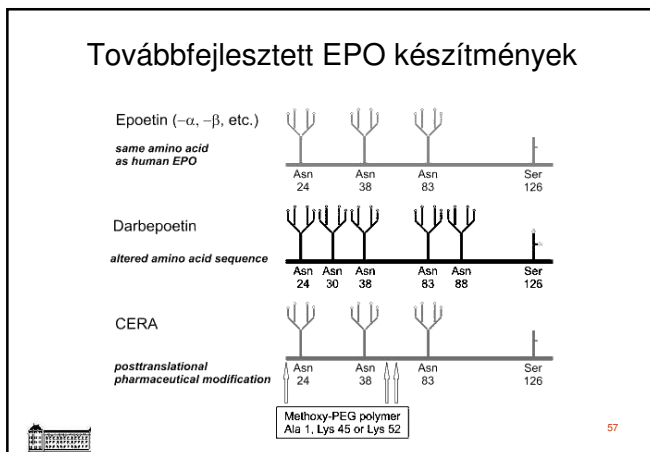 Továbbfejlesztett EPO készítmények
Epoetin (−α, −β, etc.)
same amino acid
as human EPO
Asn Asn Asn Ser
24 38 83 126
Darbepoetin
altered amino acid sequence
Asn Asn Asn Asn Asn Ser
24 30 38 83 88 126
CERA
posttranslational
pharmaceutical modification
Asn Asn Asn Ser
24 38 83 126
Methoxy-PEG polymer
Ala 1, Lys 45 or Lys 52
57